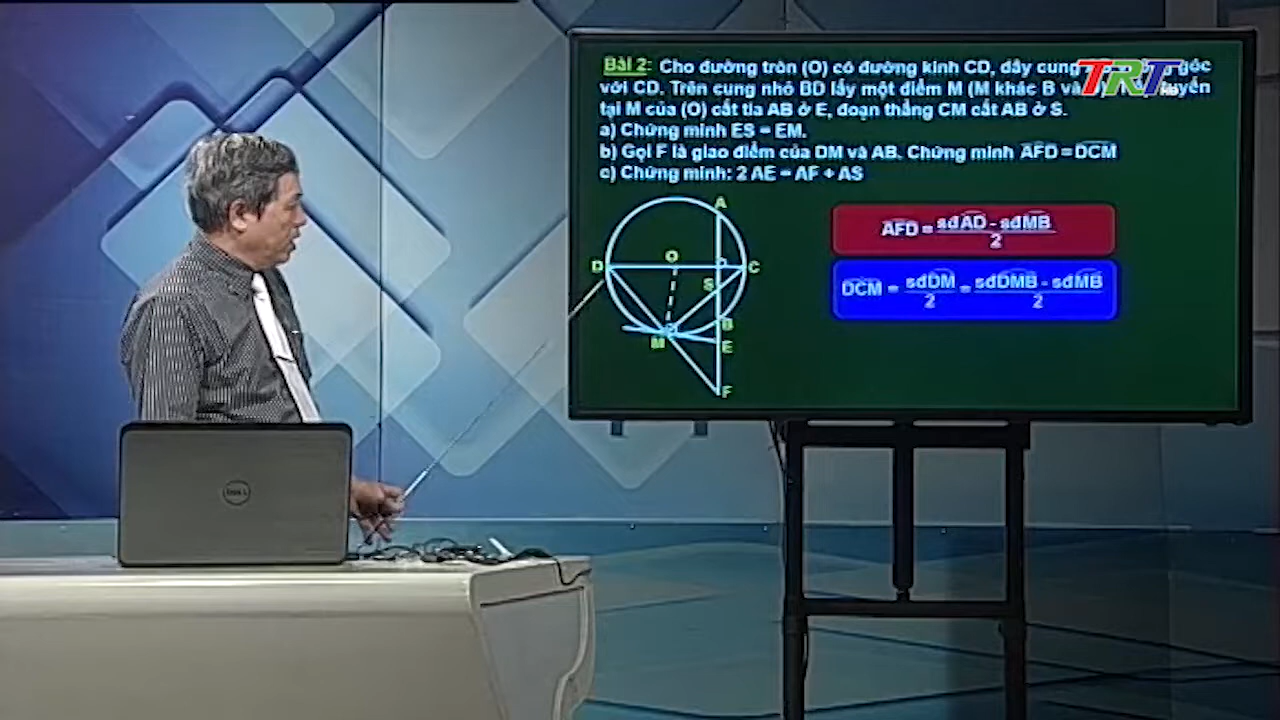 Bài 2: Cho đường tròn (O) có đường kính CD, dây cung góc
TRT
với CD. Trên cung nhỏ BD lấy một điểm M (M khác B và tuyến
tại M của (O) cắt tia AB ở E, đoạn thẳng CM cắt AB ở S.
a) Chứng minh ES = EM.
b) Gọi F là giao điểm của DM và AB. Chứng minh AFD = DCM
c) Chứng minh: 2 AE = AF + AS
A
D O C
S
B
M E
F
AFD = sđAD - sđMB / 2
DCM = sđDM / 2 = sđDMB - sđMB / 2
DELL